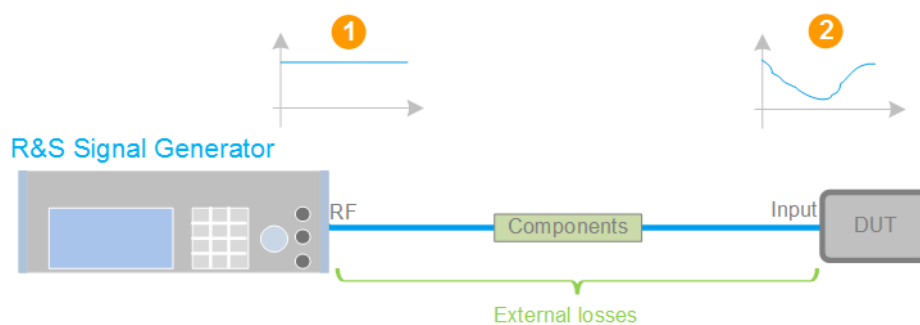 1
2
R&S Signal Generator
RF
Components
Input
DUT
External losses